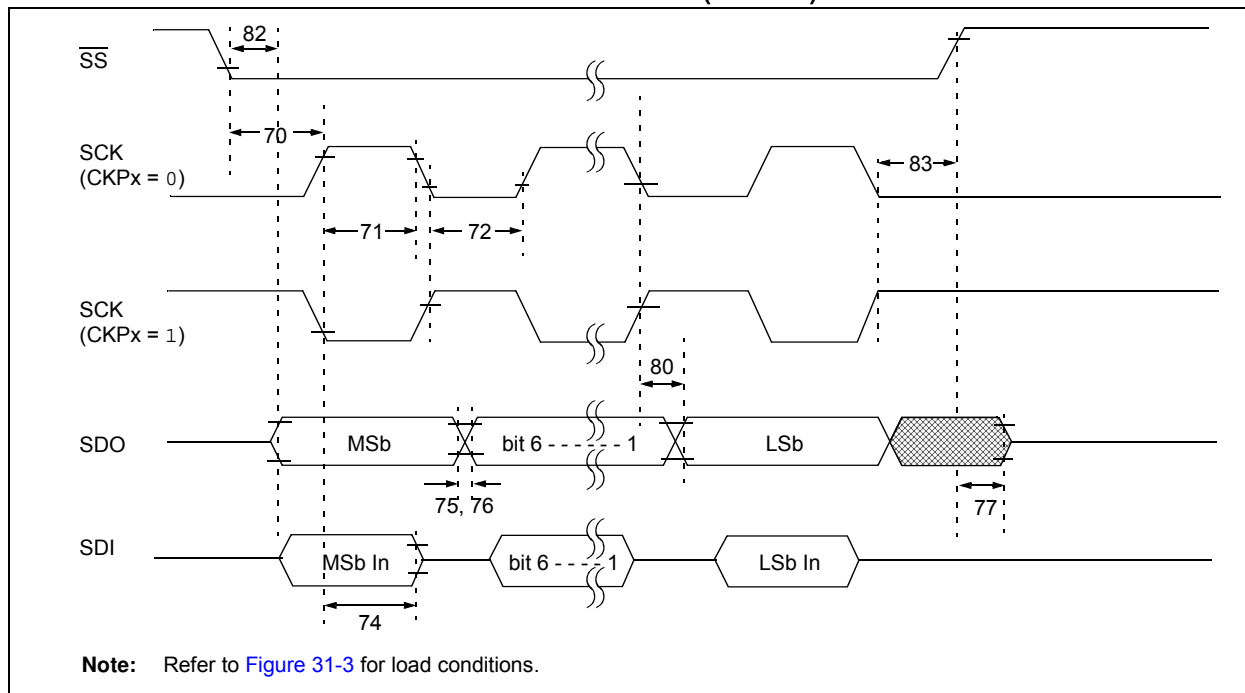 82
SS
70
SCK
(CKPx = 0)
83
71
72
SCK
(CKPx = 1)
80
SDO
MSb
bit 6 - - - - - - 1
LSb
75, 76
77
SDI
MSb In
bit 6 - - - - 1
LSb In
74
Note: Refer to Figure 31-3 for load conditions.